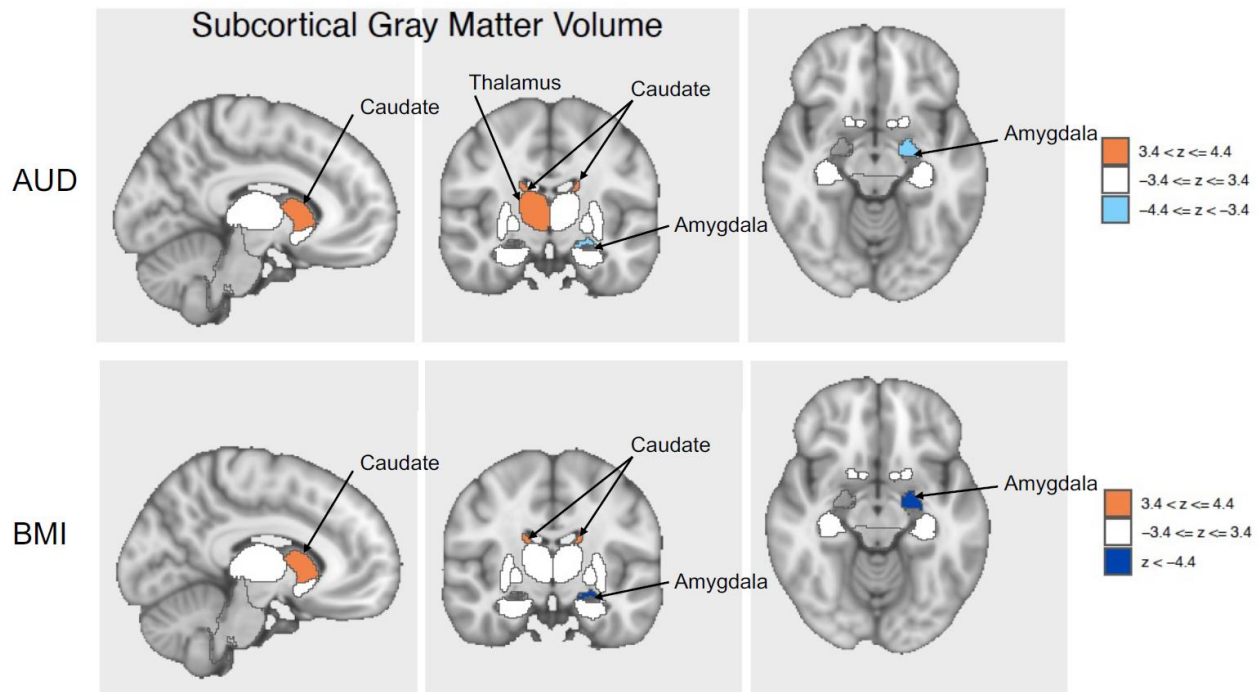 Subcortical Gray Matter Volume
AUD
Caudate
Thalamus
Caudate
Amygdala
Amygdala
3.4 < z <= 4.4
−3.4 <= z <= 3.4
−4.4 <= z < −3.4
BMI
Caudate
Caudate
Amygdala
Amygdala
3.4 < z <= 4.4
−3.4 <= z <= 3.4
z < −4.4